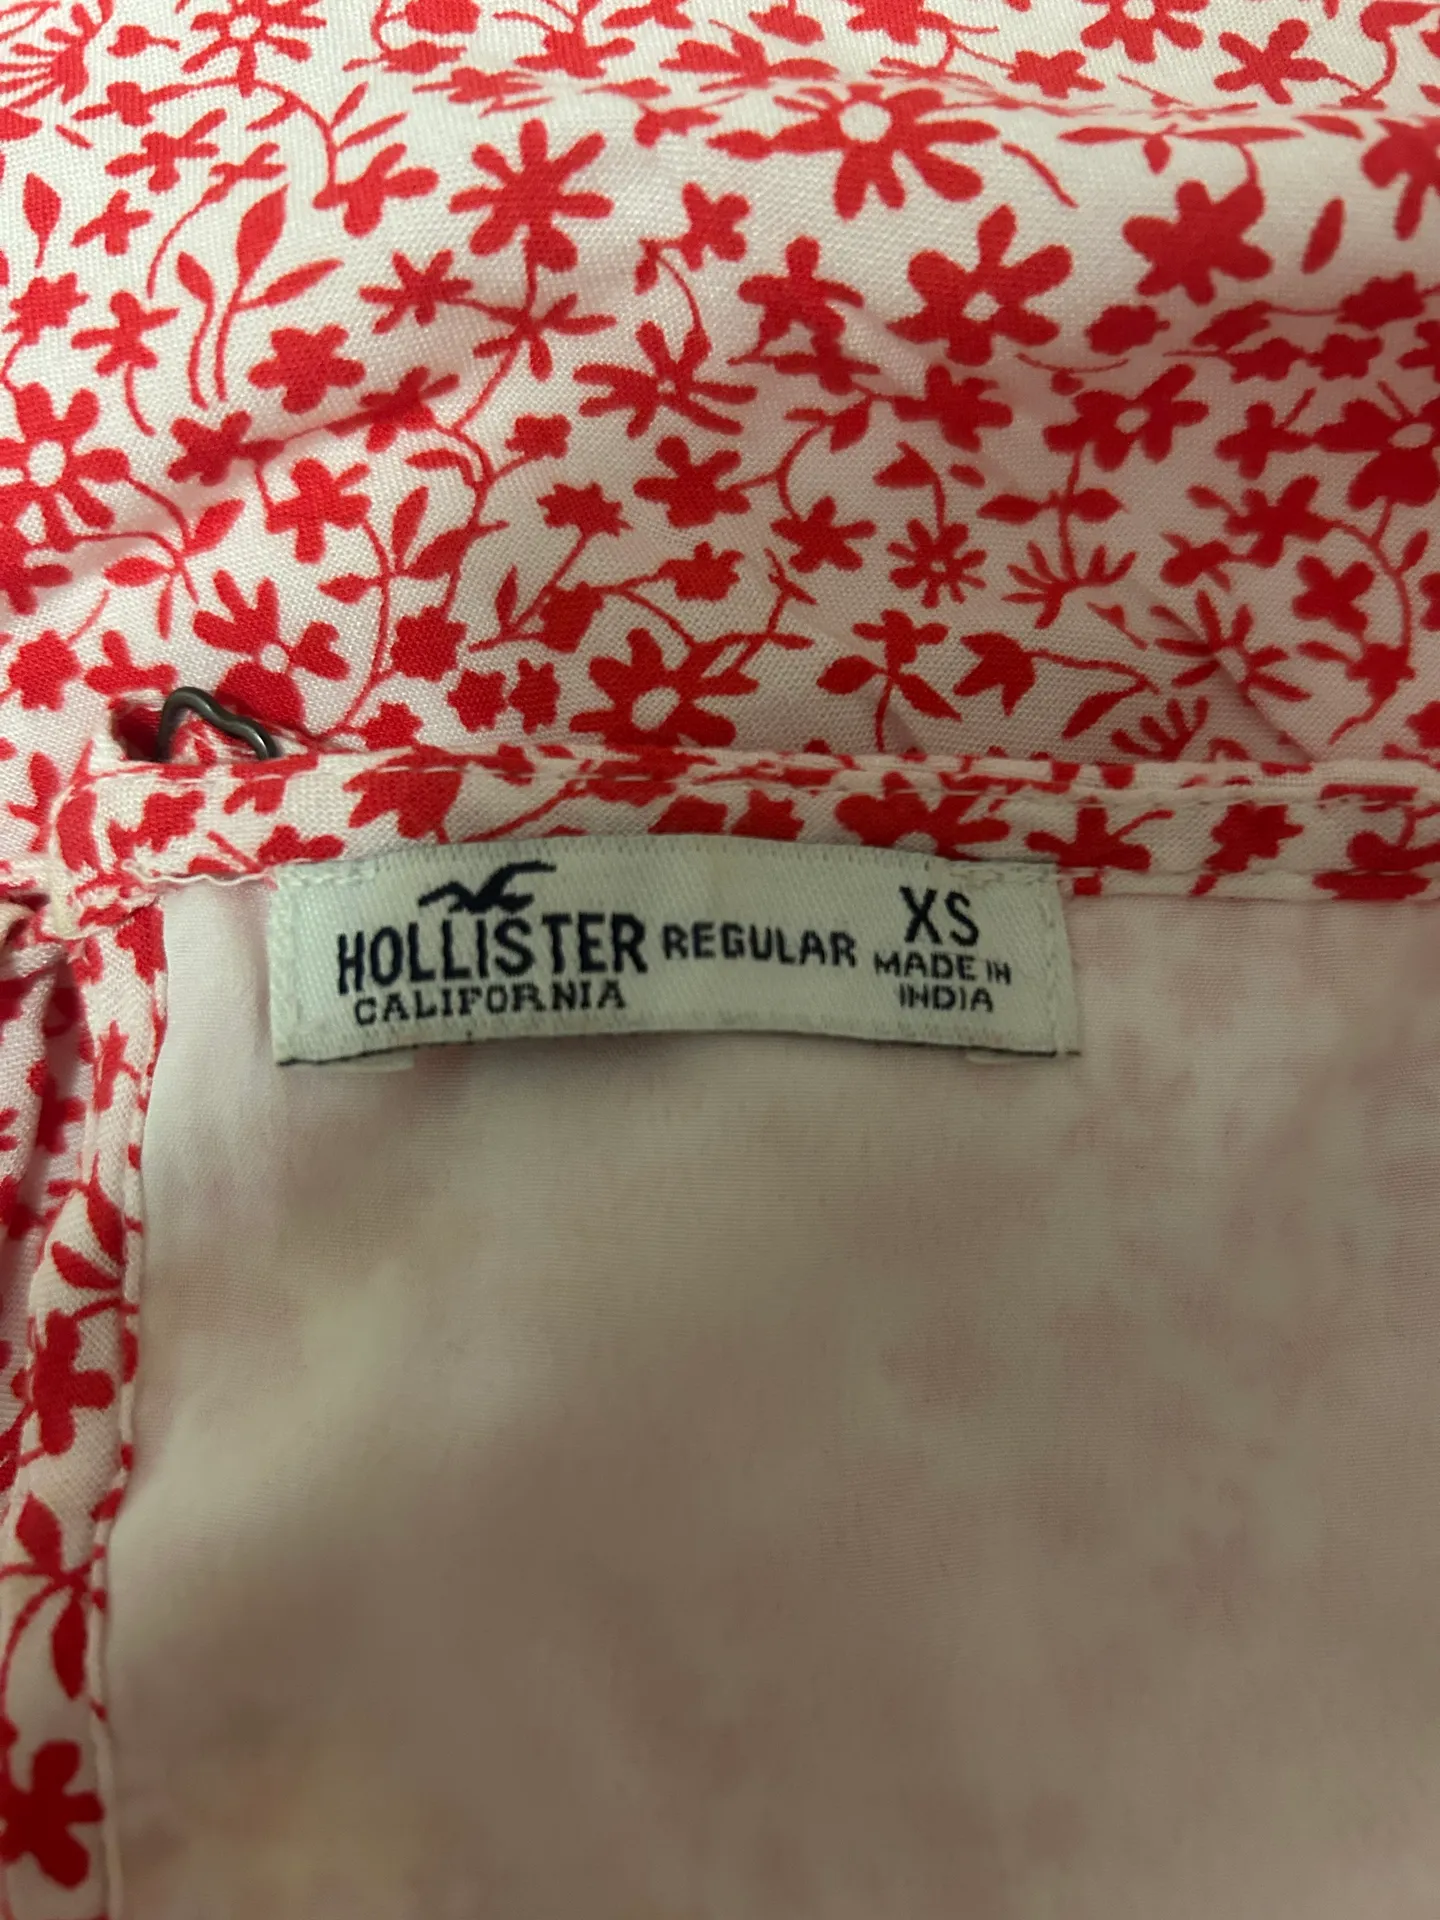 HOLLISTER
CALIFORNIA
REGULAR
XS
MADE IN
INDIA